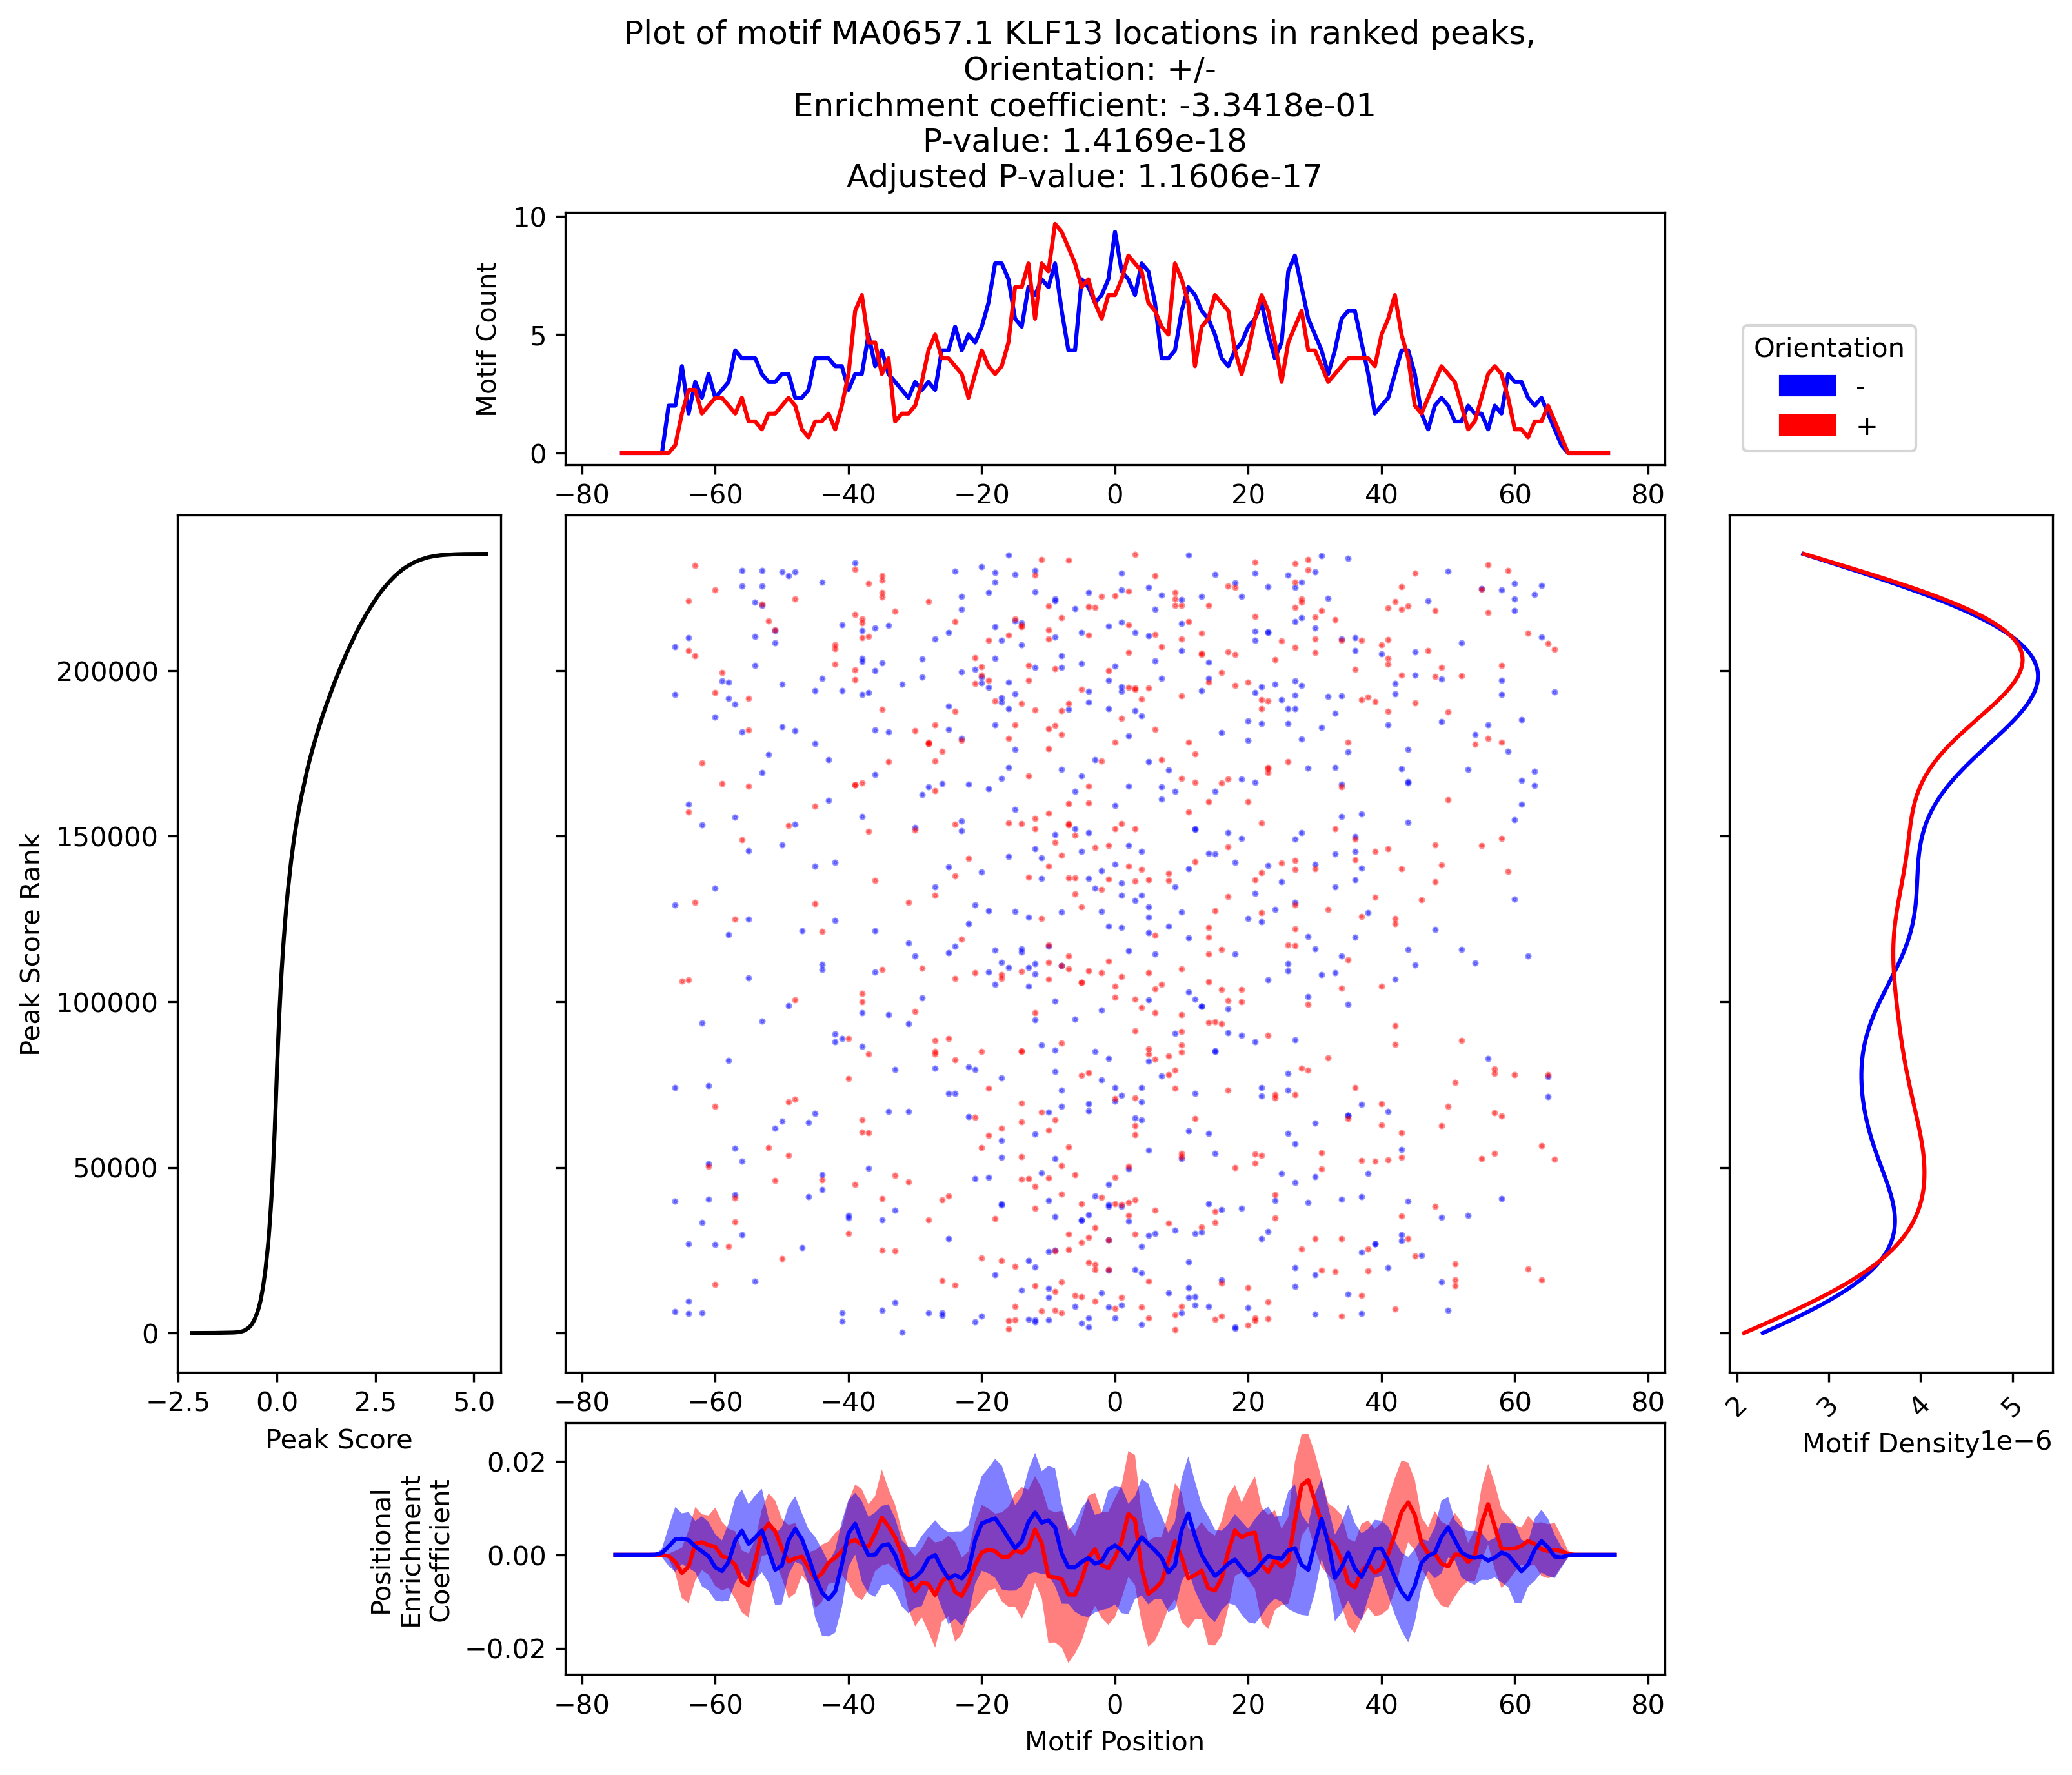 Plot of motif MA0657.1 KLF13 locations in ranked peaks,
Orientation: +/-
Enrichment coefficient: -3.3418e-01
P-value: 1.4169e-18
Adjusted P-value: 1.1606e-17
10
5
0
Motif Count
−80 −60 −40 −20 0 20 40 60 80
Orientation
-
+
200000
150000
100000
50000
0
Peak Score Rank
−2.5 0.0 2.5 5.0
Peak Score
−80 −60 −40 −20 0 20 40 60 80
2 3 4 5
Motif Density
1e−6
0.02
0.00
−0.02
Positional
Enrichment
Coefficient
−80 −60 −40 −20 0 20 40 60 80
Motif Position